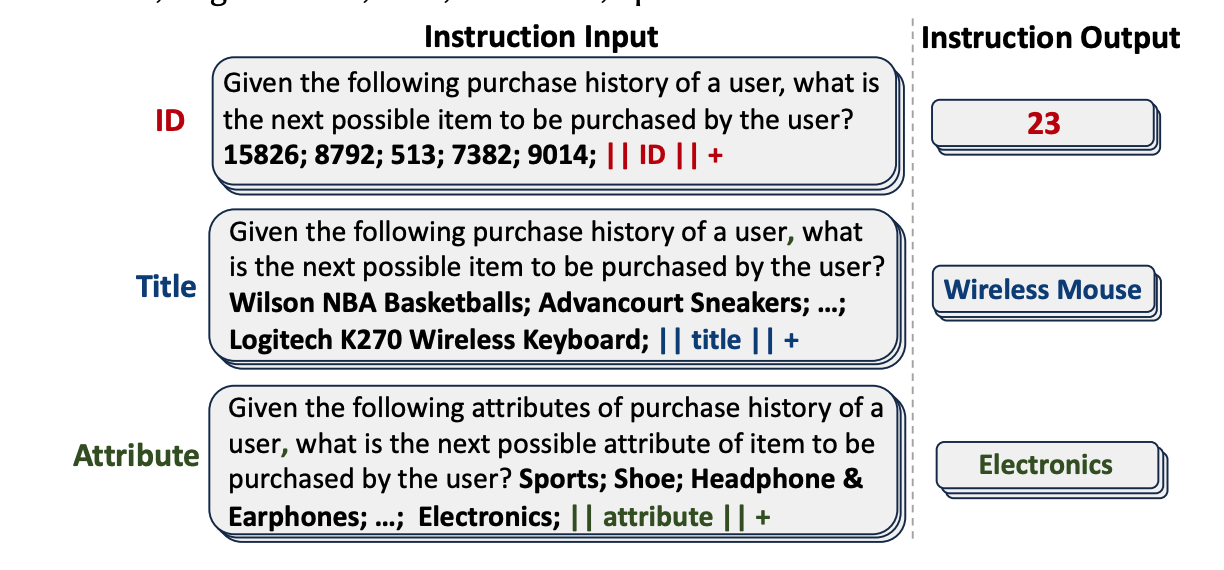 Instruction Input
Instruction Output
ID
Given the following purchase history of a user, what is
the next possible item to be purchased by the user?
15826; 8792; 513; 7382; 9014; || ID || +
23
Title
Given the following purchase history of a user, what
is the next possible item to be purchased by the user?
Wilson NBA Basketballs; Advancourt Sneakers; ...;
Logitech K270 Wireless Keyboard; || title || +
Wireless Mouse
Attribute
Given the following attributes of purchase history of a
user, what is the next possible attribute of item to be
purchased by the user? Sports; Shoe; Headphone &
Earphones; ...; Electronics; || attribute || +
Electronics